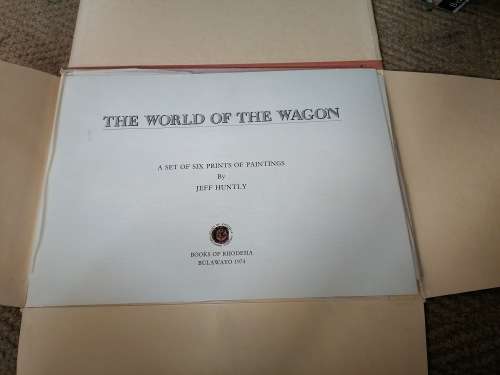 THE WORLD OF THE WAGON
A SET OF SIX PRINTS OF PAINTINGS
By
JEFF HUNTLY
BOOKS OF RHODESIA
BULAWAYO 1974